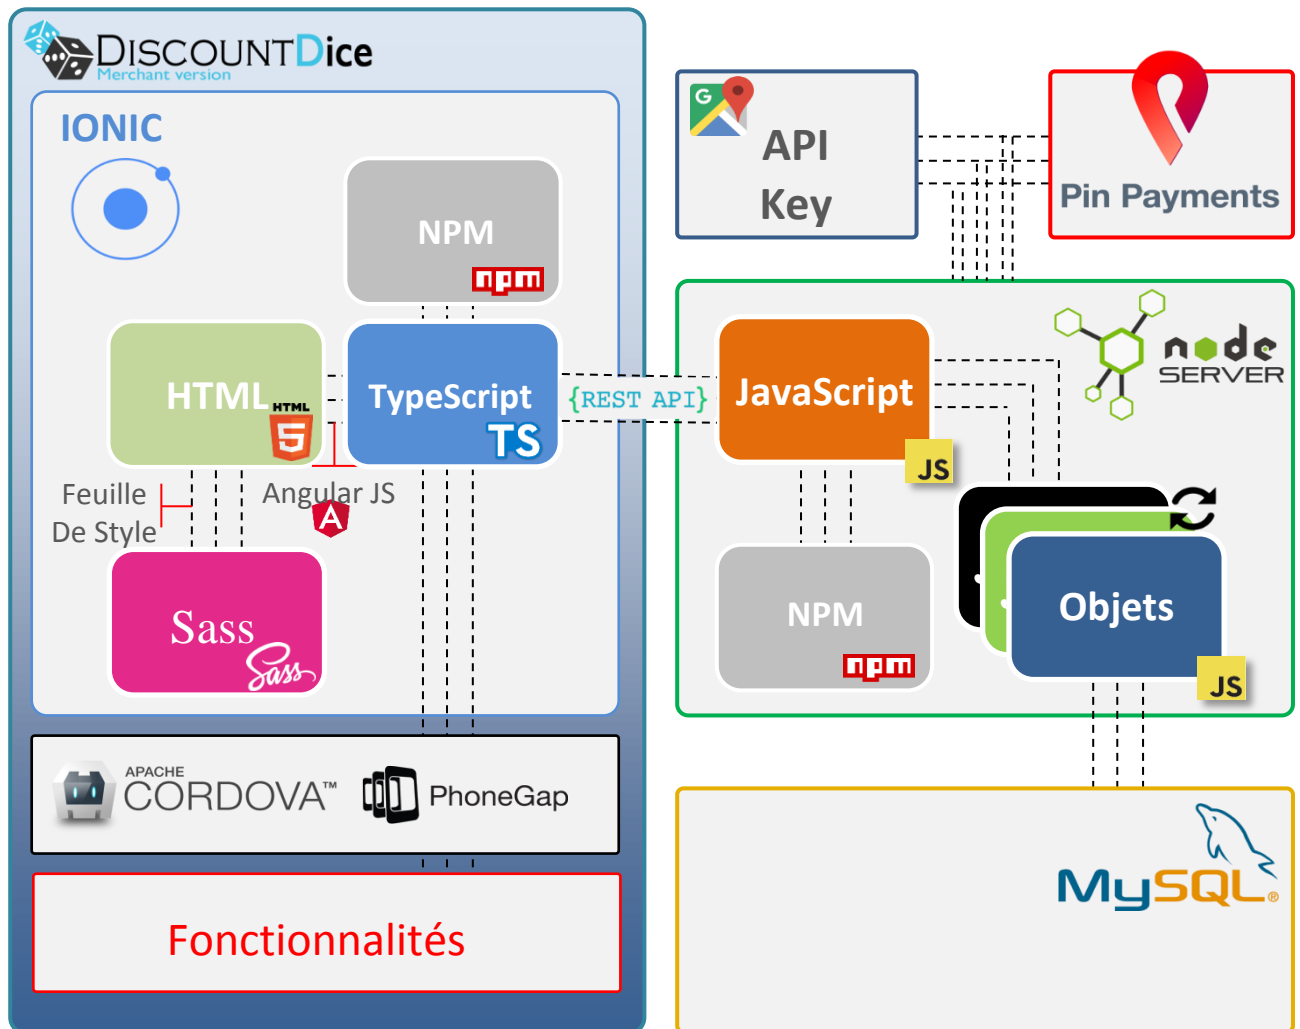 DISCOUNTDice
Merchant version
IONIC
NPM
npm
HTML
HTML
5
TypeScript
TS
Feuille
De Style
Angular JS
A
Sass
Sass
APACHE
CORDOVA™
PhoneGap
Fonctionnalités
{REST API}
G
API
Key
Pin Payments
node
SERVER
JavaScript
JS
NPM
npm
Objets
JS
MySQL®